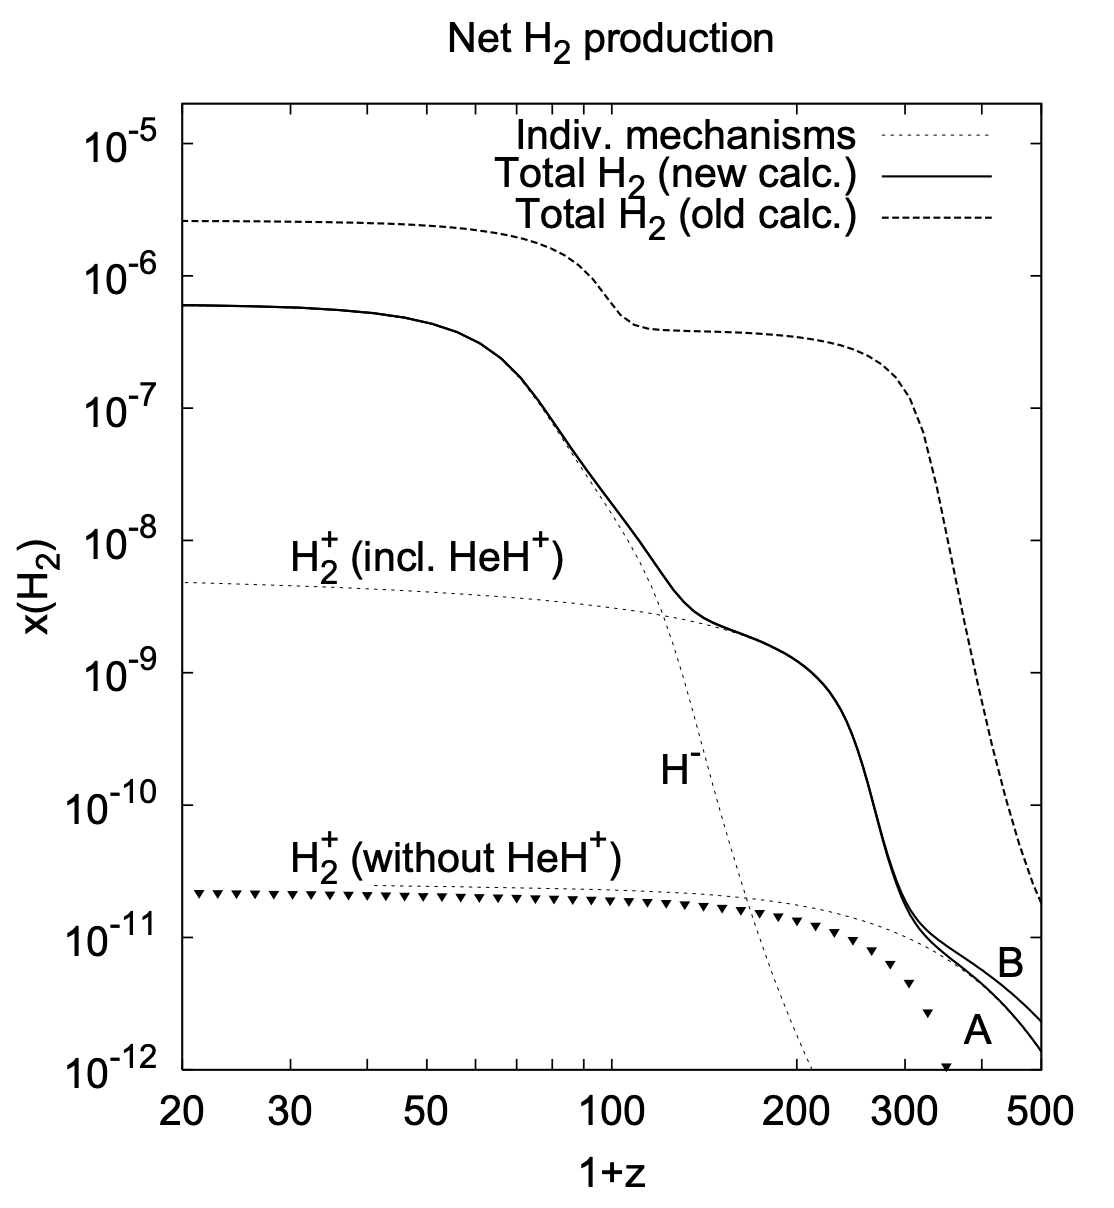 Net H₂ production
Indiv. mechanisms
Total H₂ (new calc.)
Total H₂ (old calc.)
10⁻⁵
10⁻⁶
10⁻⁷
10⁻⁸
10⁻⁹
10⁻¹⁰
10⁻¹¹
10⁻¹²
x(H₂)
H₂⁺ (incl. HeH⁺)
H⁻
H₂⁺ (without HeH⁺)
B
A
20 30 50 100 200 300 500
1+z